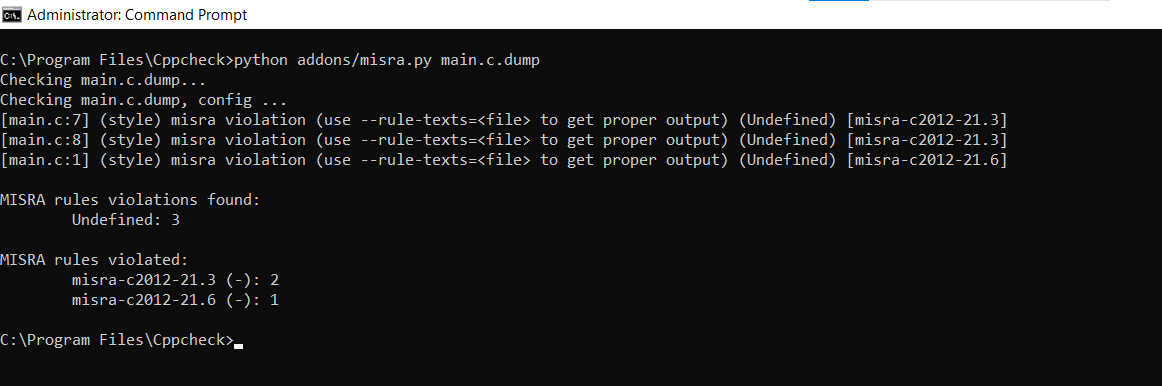 Administrator: Command Prompt
C:\Program Files\Cppcheck>python addons/misra.py main.c.dump
Checking main.c.dump...
Checking main.c.dump, config ...
[main.c:7] (style) misra violation (use --rule-texts=<file> to get proper output) (Undefined) [misra-c2012-21.3]
[main.c:8] (style) misra violation (use --rule-texts=<file> to get proper output) (Undefined) [misra-c2012-21.3]
[main.c:1] (style) misra violation (use --rule-texts=<file> to get proper output) (Undefined) [misra-c2012-21.6]
MISRA rules violations found:
Undefined: 3
MISRA rules violated:
misra-c2012-21.3 (-): 2
misra-c2012-21.6 (-): 1
C:\Program Files\Cppcheck>